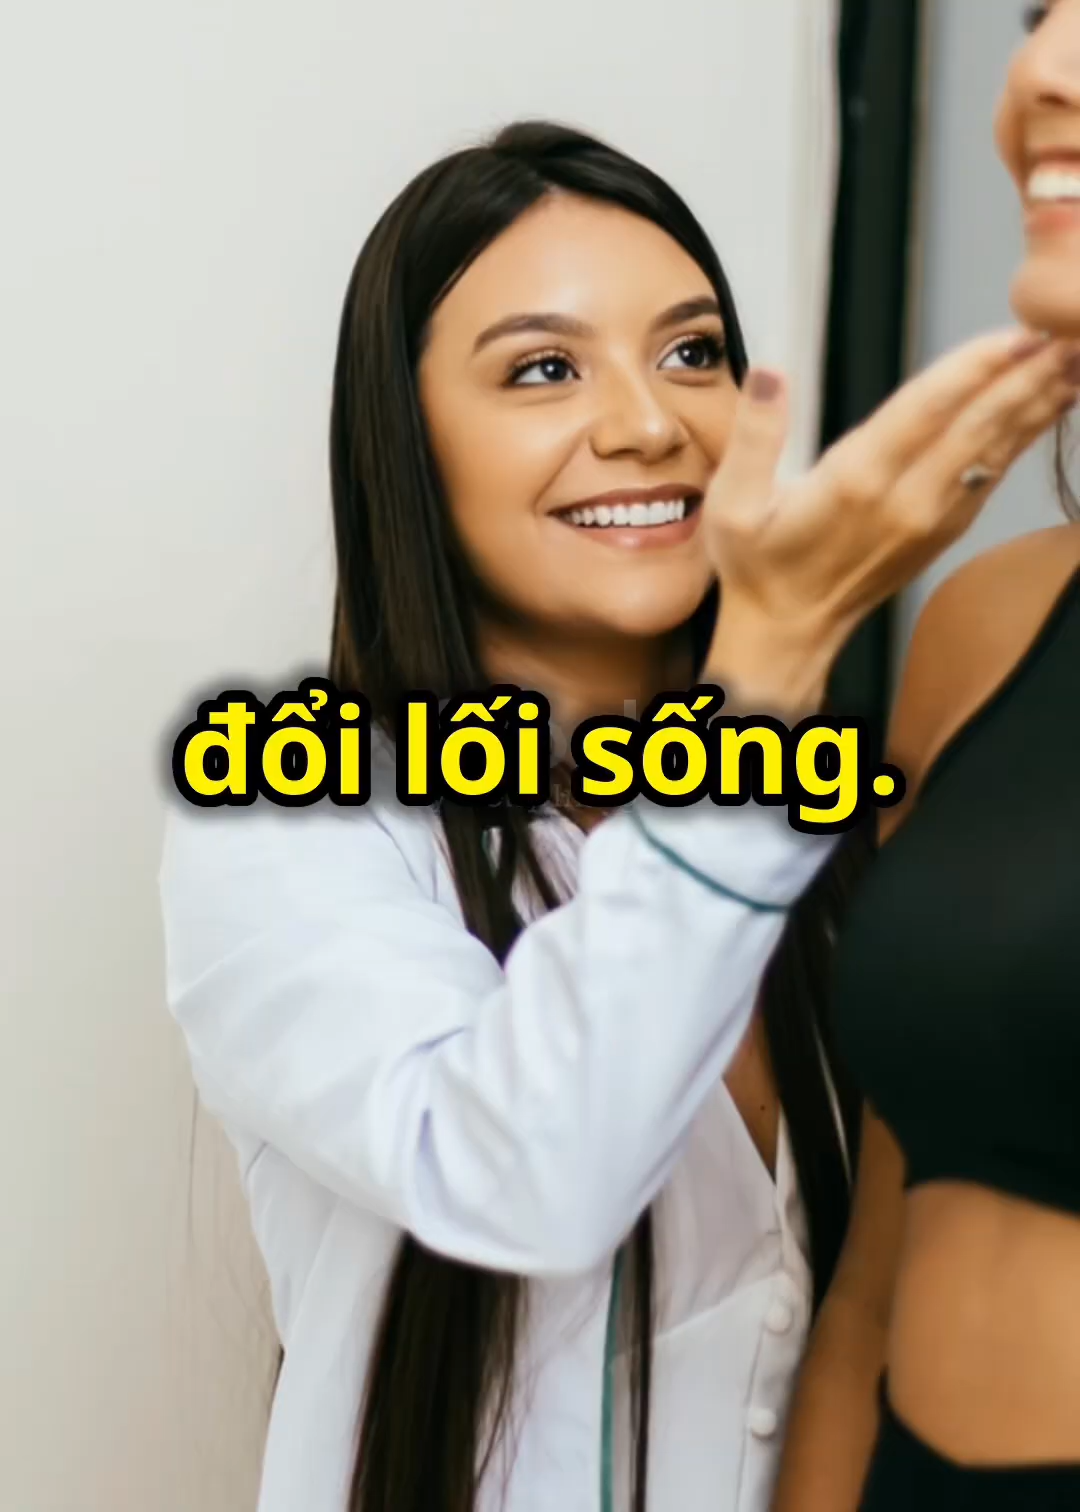 đổi lối sống.